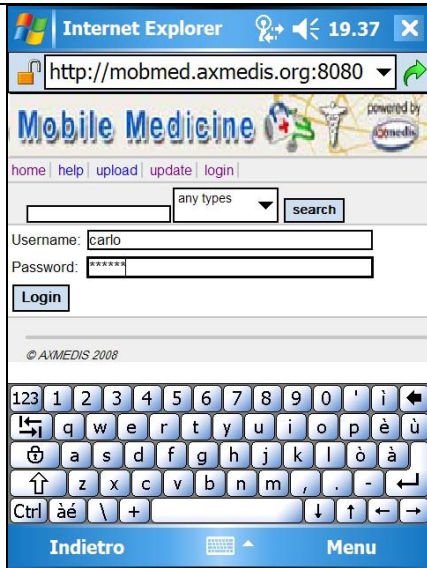 Internet Explorer 19.37
http://mobmed.axmedis.org:8080
Mobile Medicine powered by axmedis
home | help | upload | update | login |
any types search
Username: carlo
Password: ******
Login
© AXMEDIS 2008
123 1 2 3 4 5 6 7 8 9 0 ' ì
q w e r t y u i o p è ù
a s d f g h j k l ò à
z x c v b n m , . -
Ctrl àé \ +
Indietro Menu